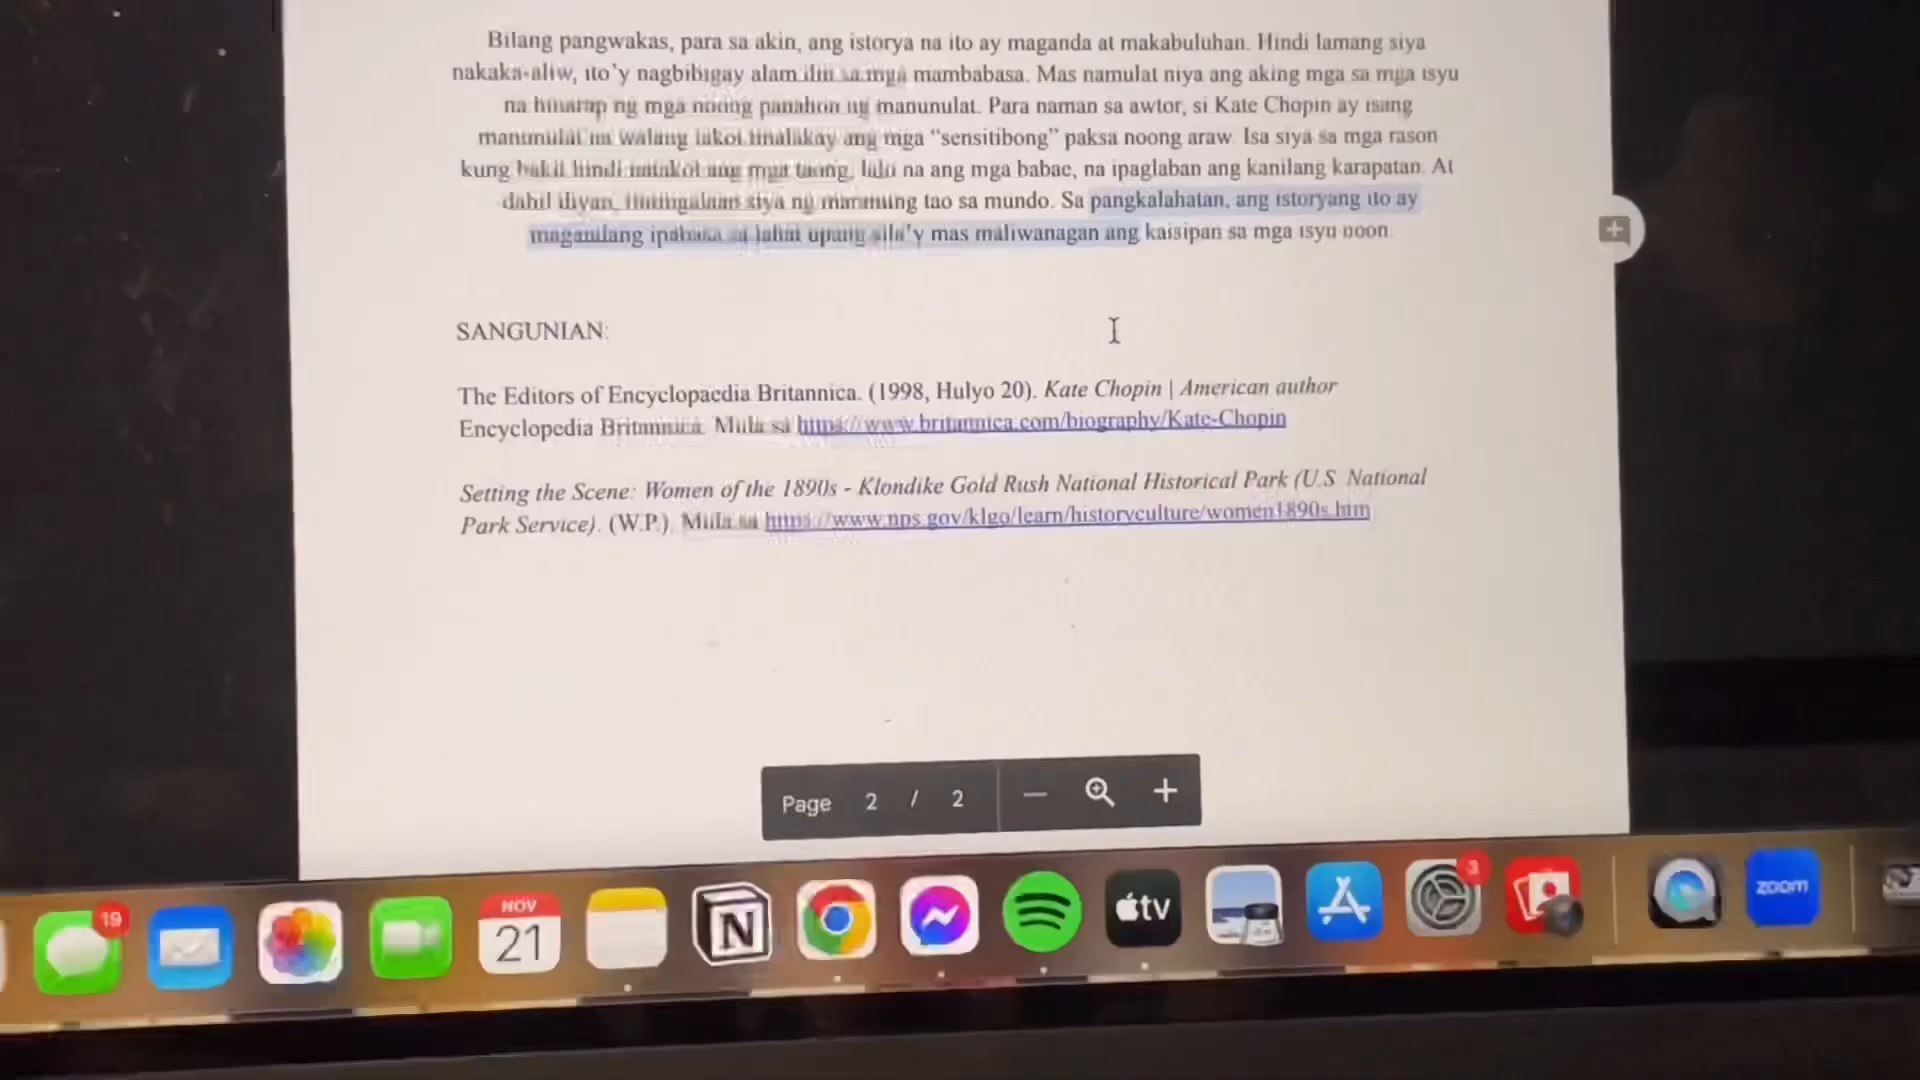 Bilang pangwakas, para sa akin, ang istorya na ito ay maganda at makabuluhan. Hindi lamang siya
nakaka-aliw, ito'y nagbibigay alam din sa mga mambabasa. Mas namulat niya ang aking mga sa mga isyu
na hinarap ng mga noong panahon ng manunulat. Para naman sa awtor, si Kate Chopin ay isang
manunulat na walang takot tinalakay ang mga "sensitibong" paksa noong araw. Isa siya sa mga rason
kung bakit hindi natakot ang mga taong, lalo na ang mga babae, na ipaglaban ang kanilang karapatan. At
dahil diyan, tinitingalaan siya ng maraming tao sa mundo. Sa pangkalahatan, ang istoryang ito ay
magandang ipabasa sa lahat upang sila'y mas maliwanagan ang kaisipan sa mga isyu noon.
SANGUNIAN:
The Editors of Encyclopaedia Britannica. (1998, Hulyo 20). Kate Chopin | American author
Encyclopedia Britannica. Mula sa https://www.britannica.com/biography/Kate-Chopin
Setting the Scene: Women of the 1890s - Klondike Gold Rush National Historical Park (U.S National
Park Service). (W.P.). Mula sa https://www.nps.gov/klgo/learn/historyculture/women1890s.htm
Page 2 / 2
19
NOV
21
N
tv
3
zoom